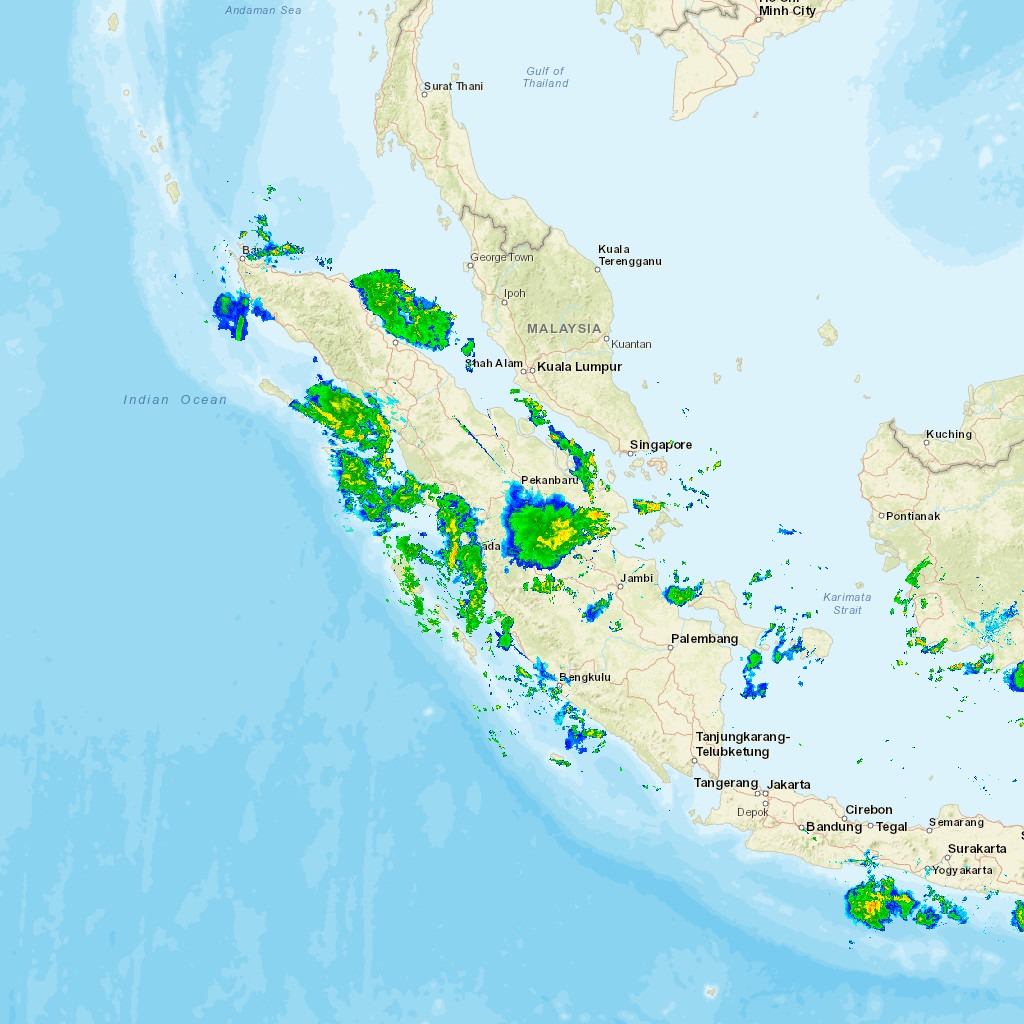 Minh City
Andaman Sea
Gulf of
Thailand
Surat Thani
Kuala
Terengganu
George Town
Ipoh
MALAYSIA
Kuantan
Shah Alam
Kuala Lumpur
Indian Ocean
Kuching
Singapore
Pekanbaru
Pontianak
Jambi
Karimata
Strait
Palembang
Bengkulu
Tanjungkarang-
Telubketung
Tangerang
Jakarta
Depok
Cirebon
Bandung
Tegal
Semarang
Surakarta
Yogyakarta